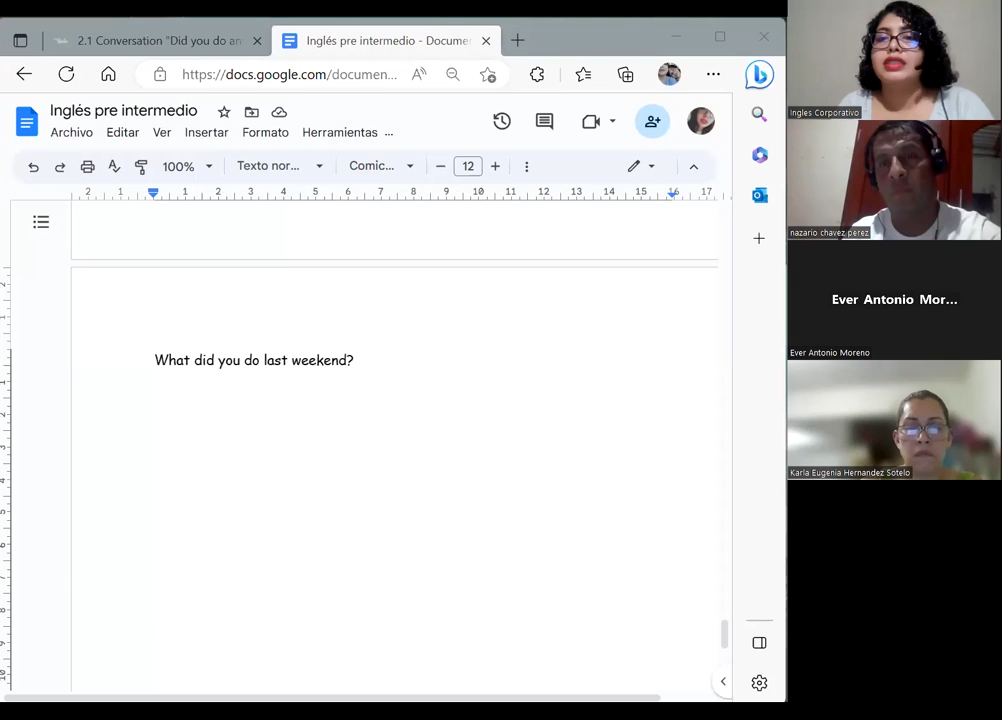 2.1 Conversation "Did you do an
Inglés pre intermedio - Docume
https://docs.google.com/documen...
Inglés pre intermedio
Archivo Editar Ver Insertar Formato Herramientas ...
100% Texto nor... Comic... 12
2 1 1 2 3 4 5 6 7 8 9 10 11 12 13 14 15 16 17
What did you do last weekend?
Ingles Corporativo
nazario chavez perez
Ever Antonio Mor...
Ever Antonio Moreno
Karla Eugenia Hernandez Sotelo